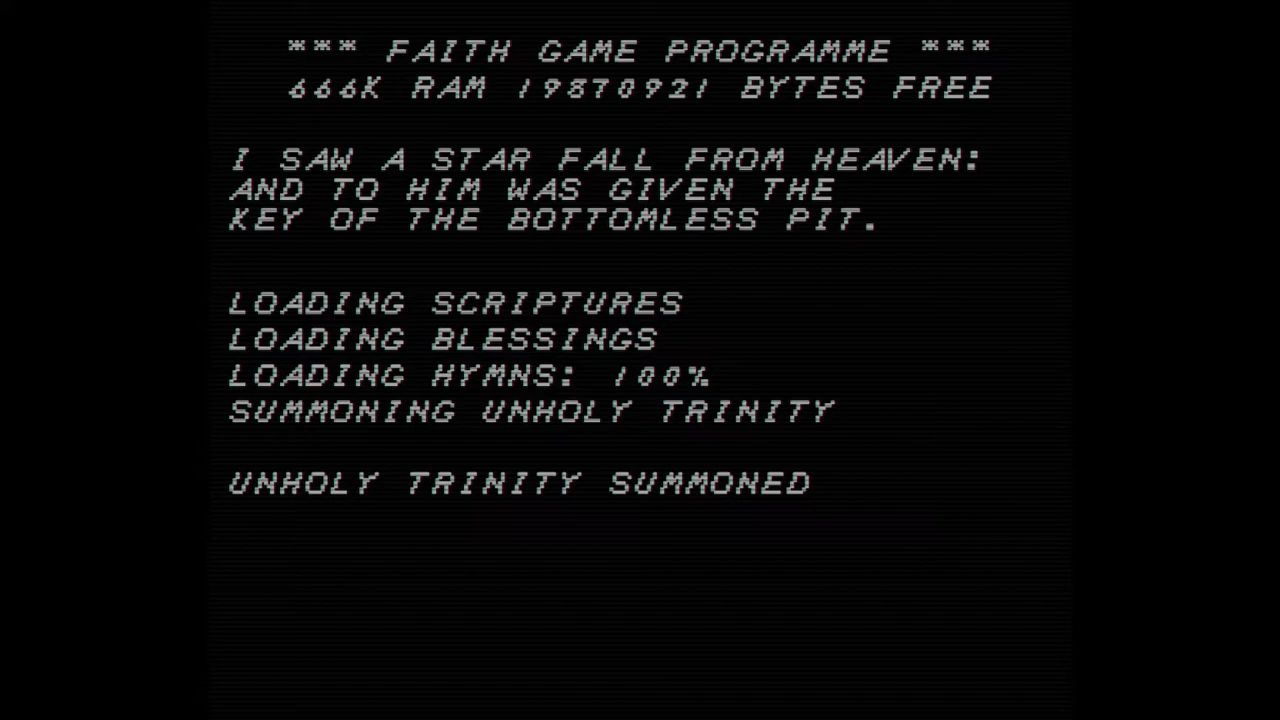 *** FAITH GAME PROGRAMME ***
666K RAM 19870921 BYTES FREE
I SAW A STAR FALL FROM HEAVEN:
AND TO HIM WAS GIVEN THE
KEY OF THE BOTTOMLESS PIT.
LOADING SCRIPTURES
LOADING BLESSINGS
LOADING HYMNS: 100%
SUMMONING UNHOLY TRINITY
UNHOLY TRINITY SUMMONED